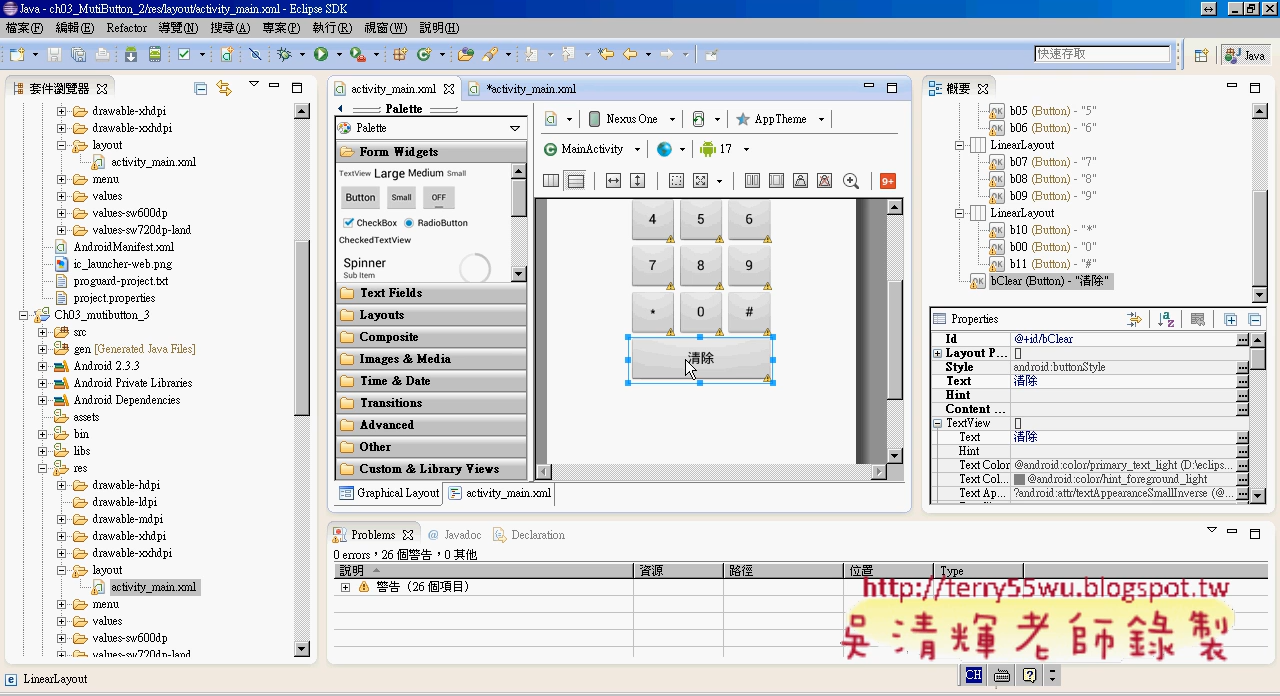 Java - ch03_MutiButton_2/res/layout/activity_main.xml - Eclipse SDK
檔案(F) 編輯(E) Refactor 導覽(N) 搜尋(A) 專案(P) 執行(R) 視窗(W) 說明(H)
快速存取
Java
套件瀏覽器
drawable-xhdpi
drawable-xxhdpi
layout
activity_main.xml
menu
values
values-sw600dp
values-sw720dp-land
AndroidManifest.xml
ic_launcher-web.png
proguard-project.txt
project.properties
Ch03_mutibutton_3
src
gen [Generated Java Files]
Android 2.3.3
Android Private Libraries
Android Dependencies
assets
bin
libs
res
drawable-hdpi
drawable-ldpi
drawable-mdpi
drawable-xhdpi
drawable-xxhdpi
layout
activity_main.xml
menu
values
values-sw600dp
values-sw720dp-land
LinearLayout
activity_main.xml *activity_main.xml
Palette
Palette
Form Widgets
TextView Large Medium Small
Button Small OFF
CheckBox RadioButton
CheckedTextView
Spinner
Sub Item
Text Fields
Layouts
Composite
Images & Media
Time & Date
Transitions
Advanced
Other
Custom & Library Views
Graphical Layout activity_main.xml
Nexus One AppTheme
MainActivity 17
9+
4 5 6
7 8 9
* 0 #
清除
概要
b05 (Button) - "5"
b06 (Button) - "6"
LinearLayout
b07 (Button) - "7"
b08 (Button) - "8"
b09 (Button) - "9"
LinearLayout
b10 (Button) - "*"
b00 (Button) - "0"
b11 (Button) - "#"
bClear (Button) - "清除"
Properties
Id @+id/bClear
Layout P... []
Style android:buttonStyle
Text 清除
Hint
Content ...
TextView []
Text 清除
Hint
Text Color @android:color/primary_text_light (D:\eclips...
Text Col... @android:color/hint_foreground_light
Text Ap... ?android:attr/textAppearanceSmallInverse (@...
Problems Javadoc Declaration
0 errors，26 個警告，0 其他
說明 資源 路徑 位置 Type
警告 (26 個項目)
http://terry55wu.blogspot.tw
吳清輝老師錄製
CH